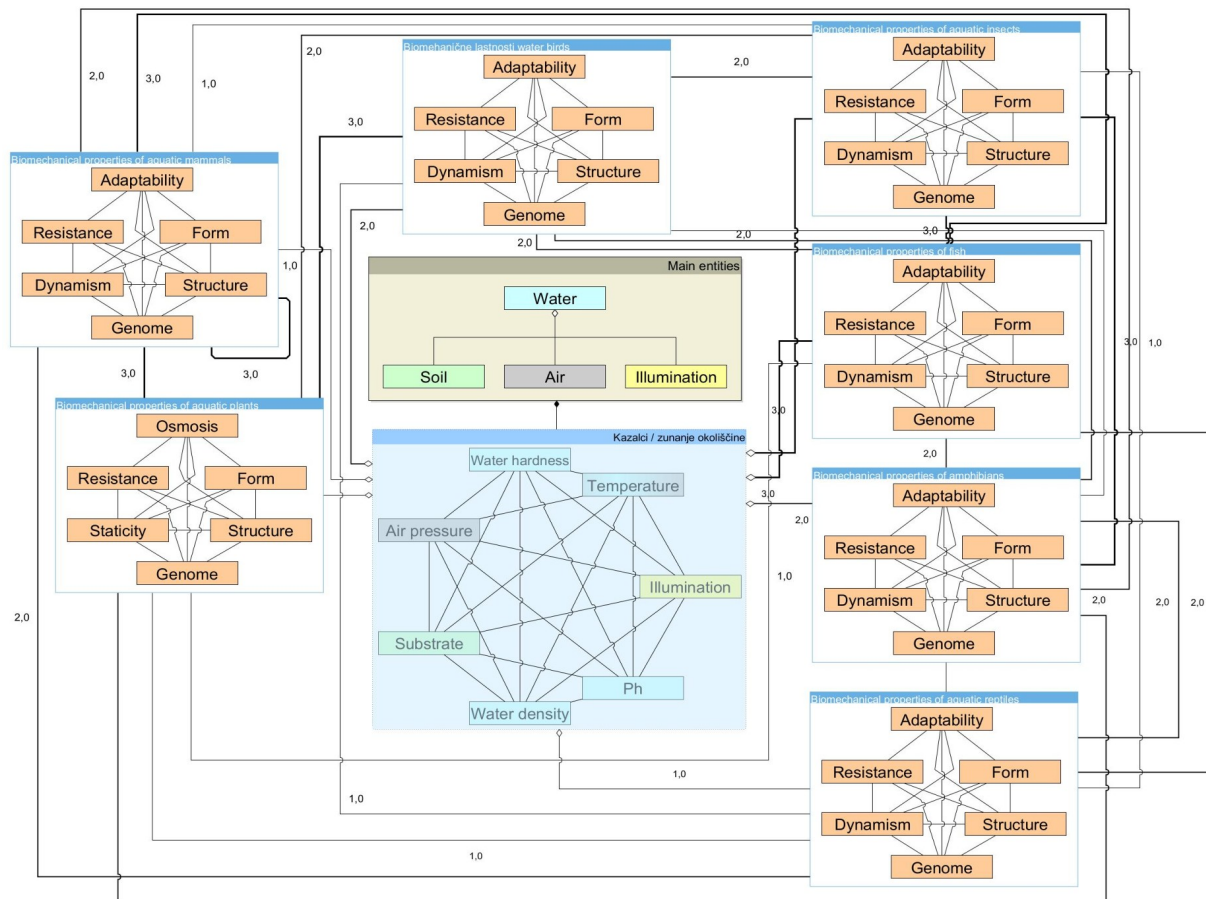 Biomechanical properties of aquatic insects
Adaptability
Resistance
Form
Dynamism
Structure
Genome
Biomehanične lastnosti water birds
Adaptability
Resistance
Form
Dynamism
Structure
Genome
Biomechanical properties of aquatic mammals
Adaptability
Resistance
Form
Dynamism
Structure
Genome
Biomechanical properties of fish
Adaptability
Resistance
Form
Dynamism
Structure
Genome
Main entities
Water
Soil
Air
Illumination
Biomechanical properties of aquatic plants
Osmosis
Resistance
Form
Staticity
Structure
Genome
Kazalci / zunanje okoliščine
Water hardness
Temperature
Air pressure
Illumination
Substrate
Ph
Water density
Biomechanical properties of amphibians
Adaptability
Resistance
Form
Dynamism
Structure
Genome
Biomechanical properties of aquatic reptiles
Adaptability
Resistance
Form
Dynamism
Structure
Genome
2,0
3,0
1,0
2,0
2,0
3,0
2,0
2,0
2,0
3,0
1,0
3,0
1,0
3,0
3,0
3,0
2,0
3,0
2,0
1,0
2,0
2,0
2,0
2,0
1,0
1,0
1,0